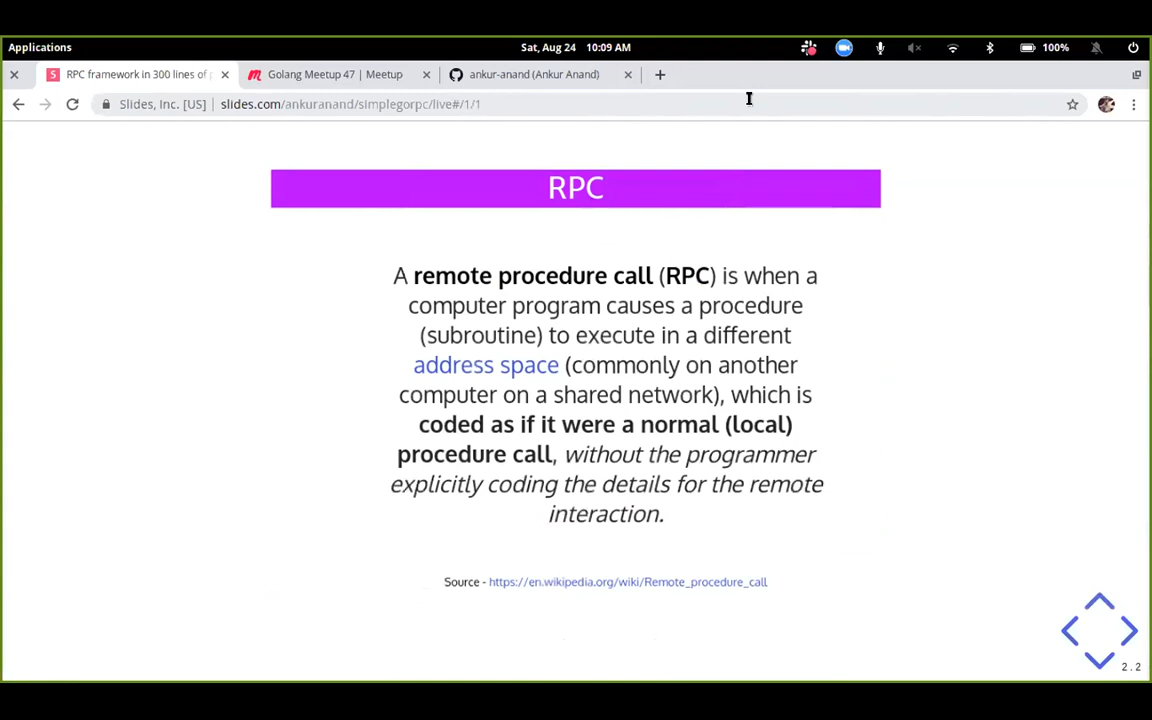 Applications
Sat, Aug 24 10:09 AM
100%
RPC framework in 300 lines of
Golang Meetup 47 | Meetup
ankur-anand (Ankur Anand)
Slides, Inc. [US] | slides.com/ankuranand/simplegorpc/live#/1/1
RPC
A remote procedure call (RPC) is when a
computer program causes a procedure
(subroutine) to execute in a different
address space (commonly on another
computer on a shared network), which is
coded as if it were a normal (local)
procedure call, without the programmer
explicitly coding the details for the remote
interaction.
Source - https://en.wikipedia.org/wiki/Remote_procedure_call
2.2